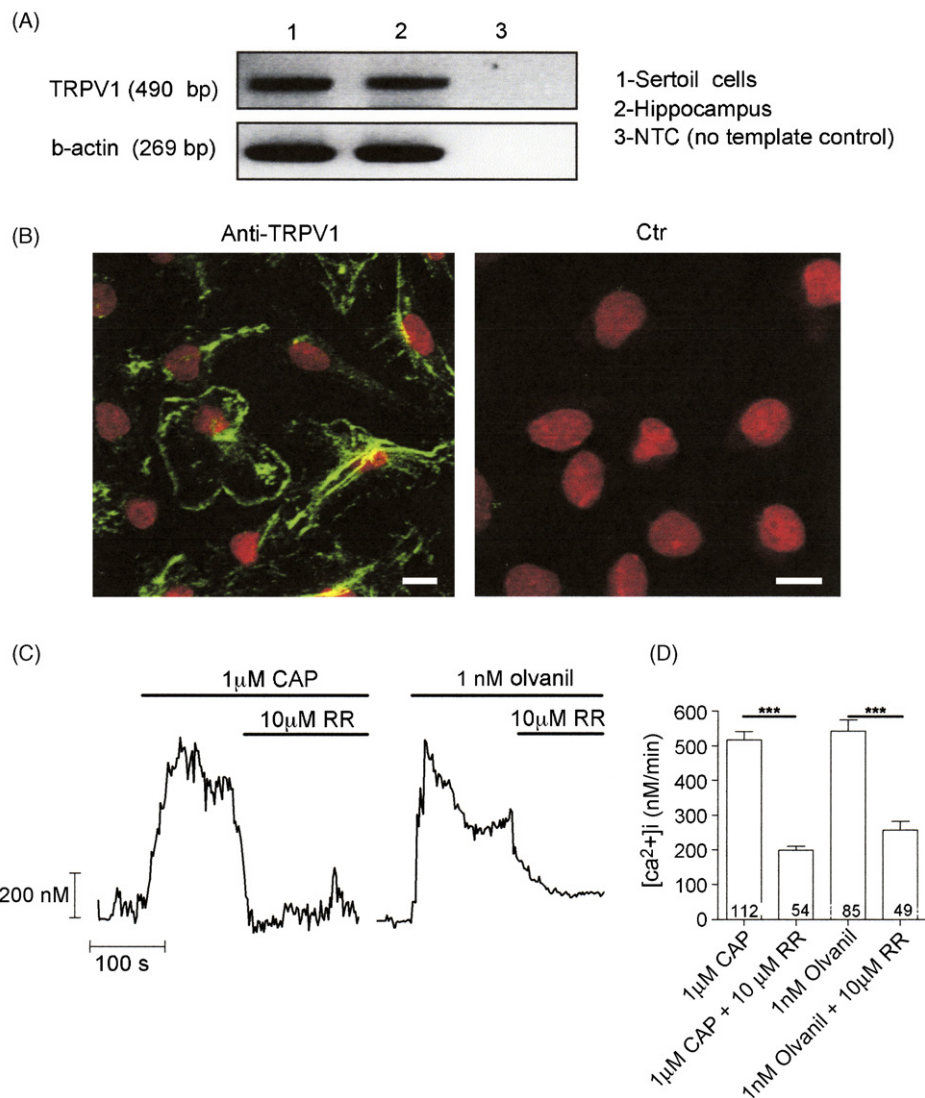 (A)
1 2 3
TRPV1 (490 bp)
b-actin (269 bp)
1-Sertoil cells
2-Hippocampus
3-NTC (no template control)
(B)
Anti-TRPV1
Ctr
(C)
1μM CAP
10μM RR
1 nM olvanil
10μM RR
200 nM
100 s
(D)
[ca²⁺]i (nM/min)
600
500
400
300
200
100
0
***
***
112
54
85
49
1μM CAP
1μM CAP + 10 μM RR
1nM Olvanil
1nM Olvanil + 10μM RR